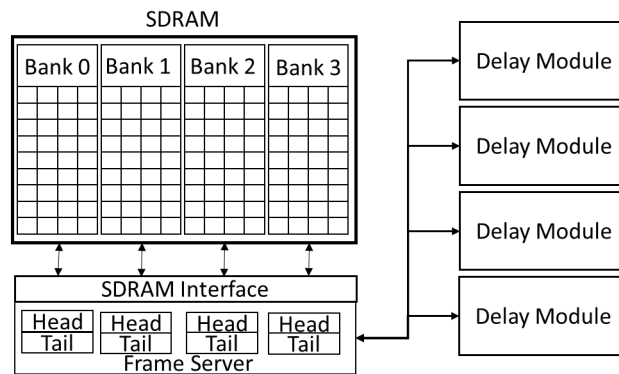 SDRAM
Bank 0 Bank 1 Bank 2 Bank 3
SDRAM Interface
Head Head Head Head
Tail Tail Tail Tail
Frame Server
Delay Module
Delay Module
Delay Module
Delay Module